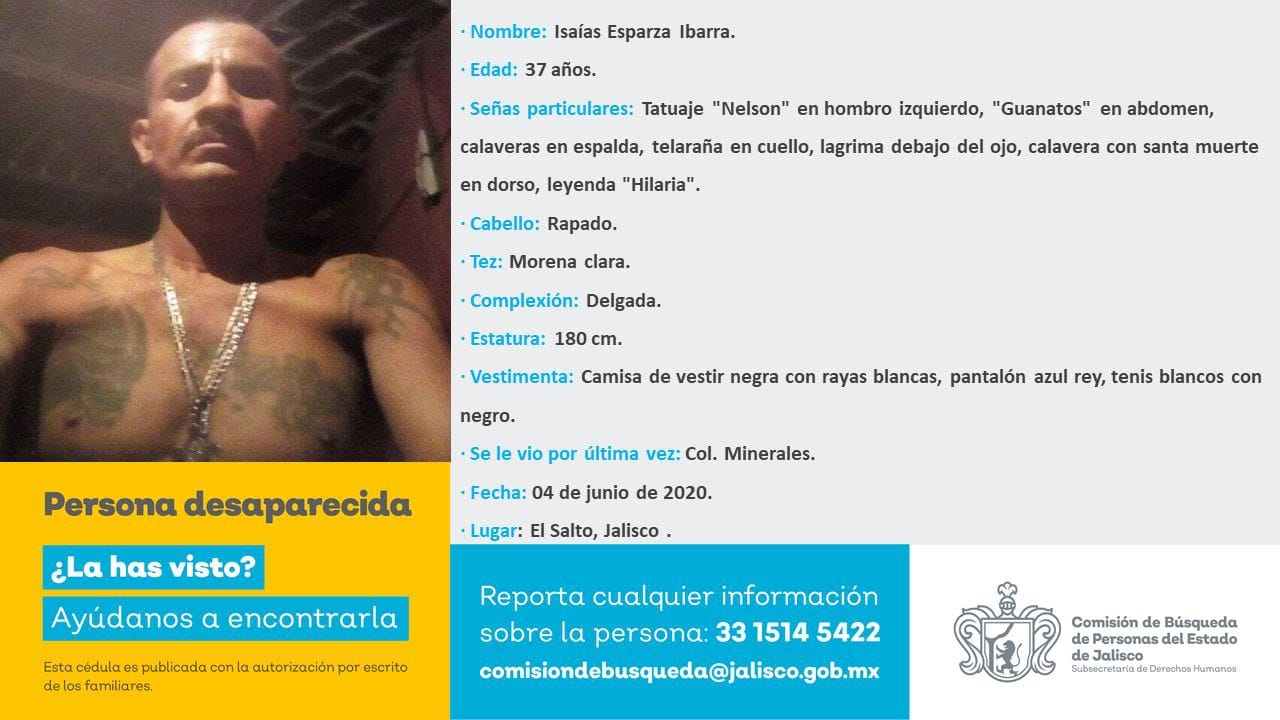 · Nombre: Isaías Esparza Ibarra.
· Edad: 37 años.
· Señas particulares: Tatuaje "Nelson" en hombro izquierdo, "Guanatos" en abdomen,
calaveras en espalda, telaraña en cuello, lagrima debajo del ojo, calavera con santa muerte
en dorso, leyenda "Hilaria".
· Cabello: Rapado.
· Tez: Morena clara.
· Complexión: Delgada.
· Estatura: 180 cm.
· Vestimenta: Camisa de vestir negra con rayas blancas, pantalón azul rey, tenis blancos con
negro.
· Se le vio por última vez: Col. Minerales.
· Fecha: 04 de junio de 2020.
· Lugar: El Salto, Jalisco .
Persona desaparecida
¿La has visto?
Ayúdanos a encontrarla
Esta cédula es publicada con la autorización por escrito
de los familiares.
Reporta cualquier información
sobre la persona: 33 1514 5422
comisiondebusqueda@jalisco.gob.mx
Comisión de Búsqueda
de Personas del Estado
de Jalisco
Subsecretaría de Derechos Humanos